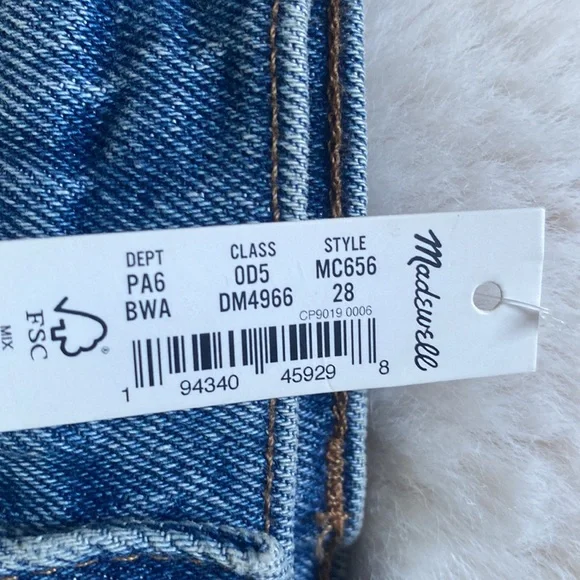 DEPT CLASS STYLE
PA6 0D5 MC656
BWA DM4966 28
CP9019 0006
1 94340 45929 8
Madewell
FSC
®
MIX